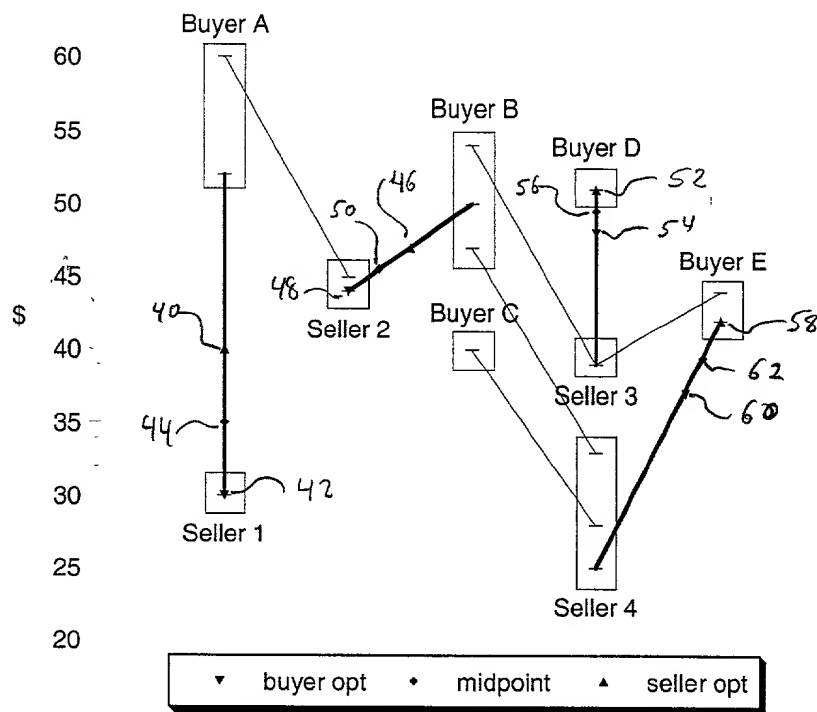 Buyer A
60
55
Buyer B
Buyer D
46
56
52
50
50
54
Buyer E
45
48
$
Seller 2
Buyer C
58
40
40
Seller 3
62
60
44
35
30
42
Seller 1
25
Seller 4
20
buyer opt midpoint seller opt